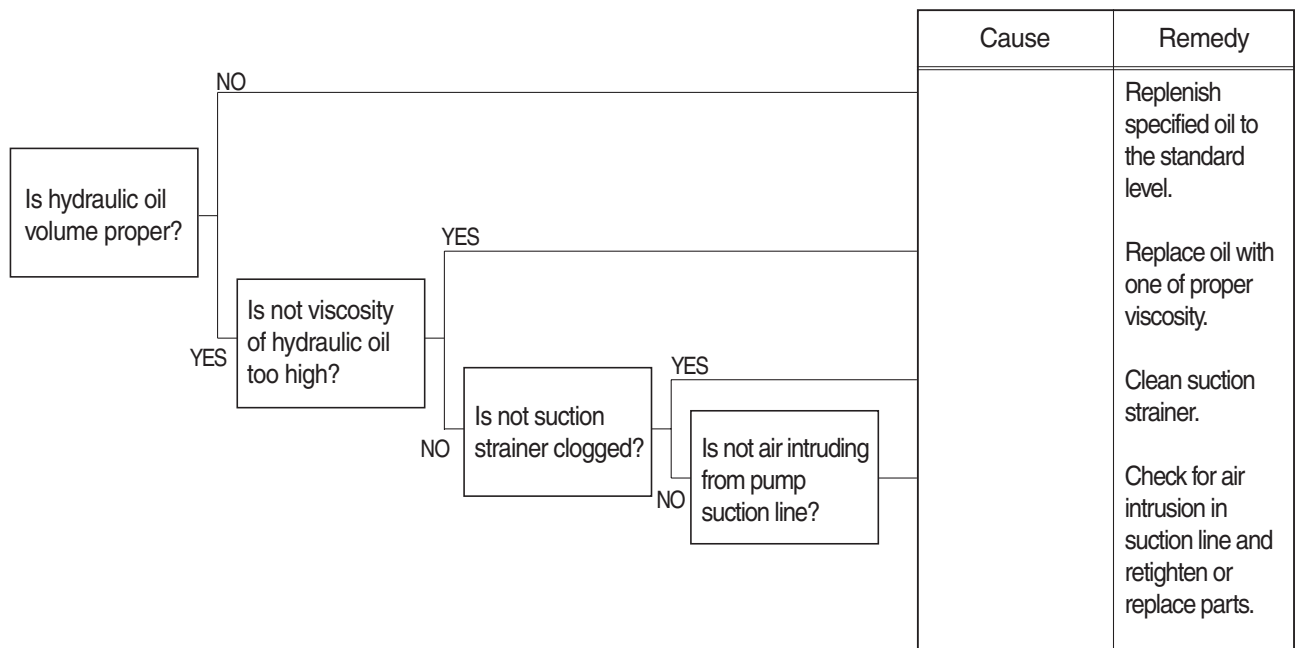 Cause
Remedy
NO
Replenish
specified oil to
the standard
level.
Is hydraulic oil
volume proper?
YES
Replace oil with
one of proper
viscosity.
YES
Is not viscosity
of hydraulic oil
too high?
YES
Clean suction
strainer.
NO
Is not suction
strainer clogged?
NO
Is not air intruding
from pump
suction line?
Check for air
intrusion in
suction line and
retighten or
replace parts.